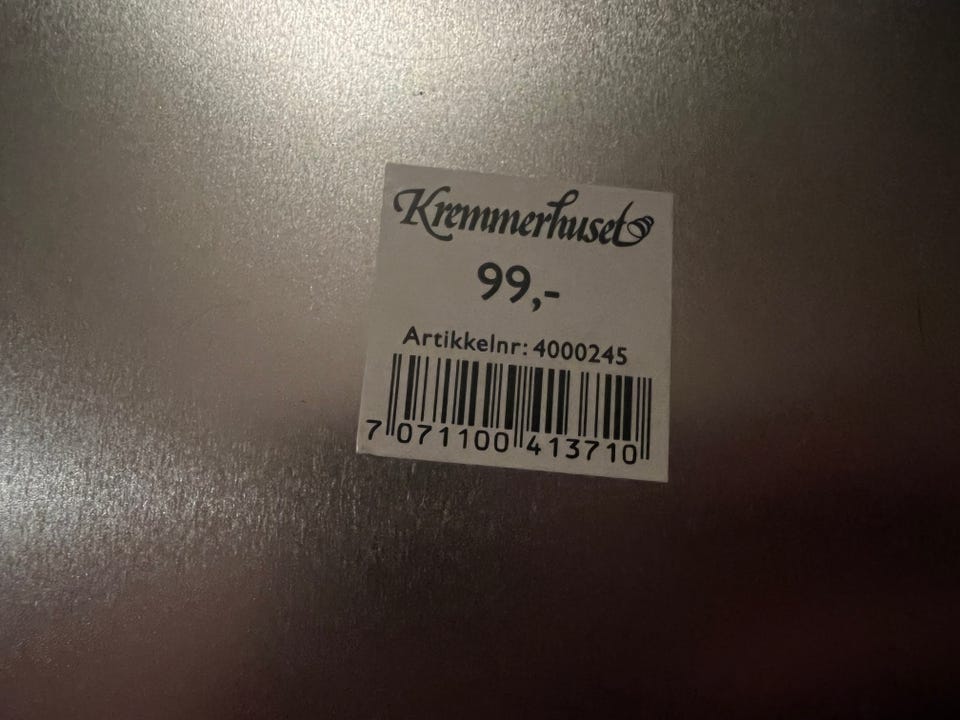 Kremmerhuset
99,-
Artikkelnr: 4000245
7 071100 413710